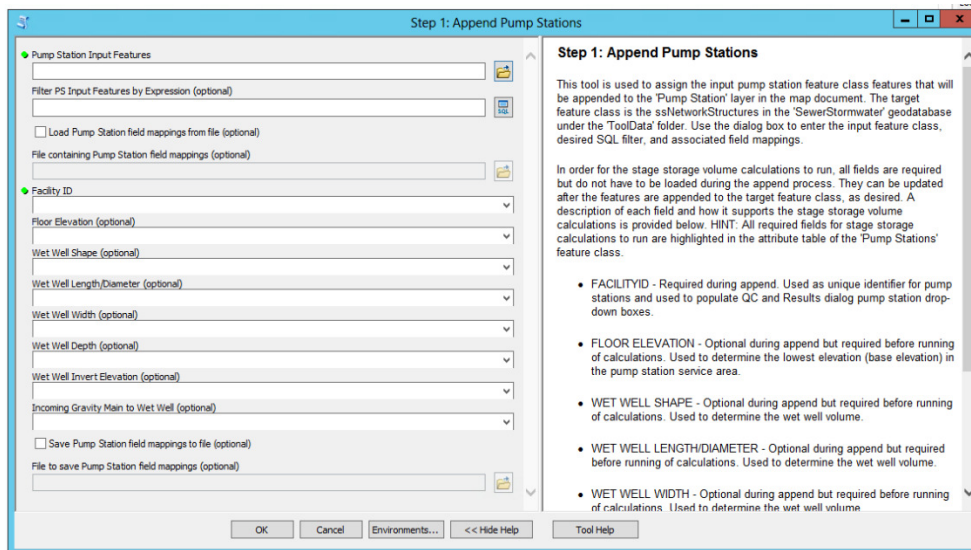 Step 1: Append Pump Stations
Pump Station Input Features
Filter PS Input Features by Expression (optional)
SQL
Load Pump Station field mappings from file (optional)
File containing Pump Station field mappings (optional)
Facility ID
Floor Elevation (optional)
Wet Well Shape (optional)
Wet Well Length/Diameter (optional)
Wet Well Width (optional)
Wet Well Depth (optional)
Wet Well Invert Elevation (optional)
Incoming Gravity Main to Wet Well (optional)
Save Pump Station field mappings to file (optional)
File to save Pump Station field mappings (optional)
Step 1: Append Pump Stations
This tool is used to assign the input pump station feature class features that will
be appended to the 'Pump Station' layer in the map document. The target
feature class is the ssNetworkStructures in the 'SewerStormwater' geodatabase
under the 'ToolData' folder. Use the dialog box to enter the input feature class,
desired SQL filter, and associated field mappings.
In order for the stage storage volume calculations to run, all fields are required
but do not have to be loaded during the append process. They can be updated
after the features are appended to the target feature class, as desired. A
description of each field and how it supports the stage storage volume
calculations is provided below. HINT: All required fields for stage storage
calculations to run are highlighted in the attribute table of the 'Pump Stations'
feature class.
• FACILITYID - Required during append. Used as unique identifier for pump
stations and used to populate QC and Results dialog pump station drop-
down boxes.
• FLOOR ELEVATION - Optional during append but required before running
of calculations. Used to determine the lowest elevation (base elevation) in
the pump station service area.
• WET WELL SHAPE - Optional during append but required before running
of calculations. Used to determine the wet well volume.
• WET WELL LENGTH/DIAMETER - Optional during append but required
before running of calculations. Used to determine the wet well volume.
• WET WELL WIDTH - Optional during append but required before running
of calculations. Used to determine the wet well volume.
OK
Cancel
Environments...
<< Hide Help
Tool Help